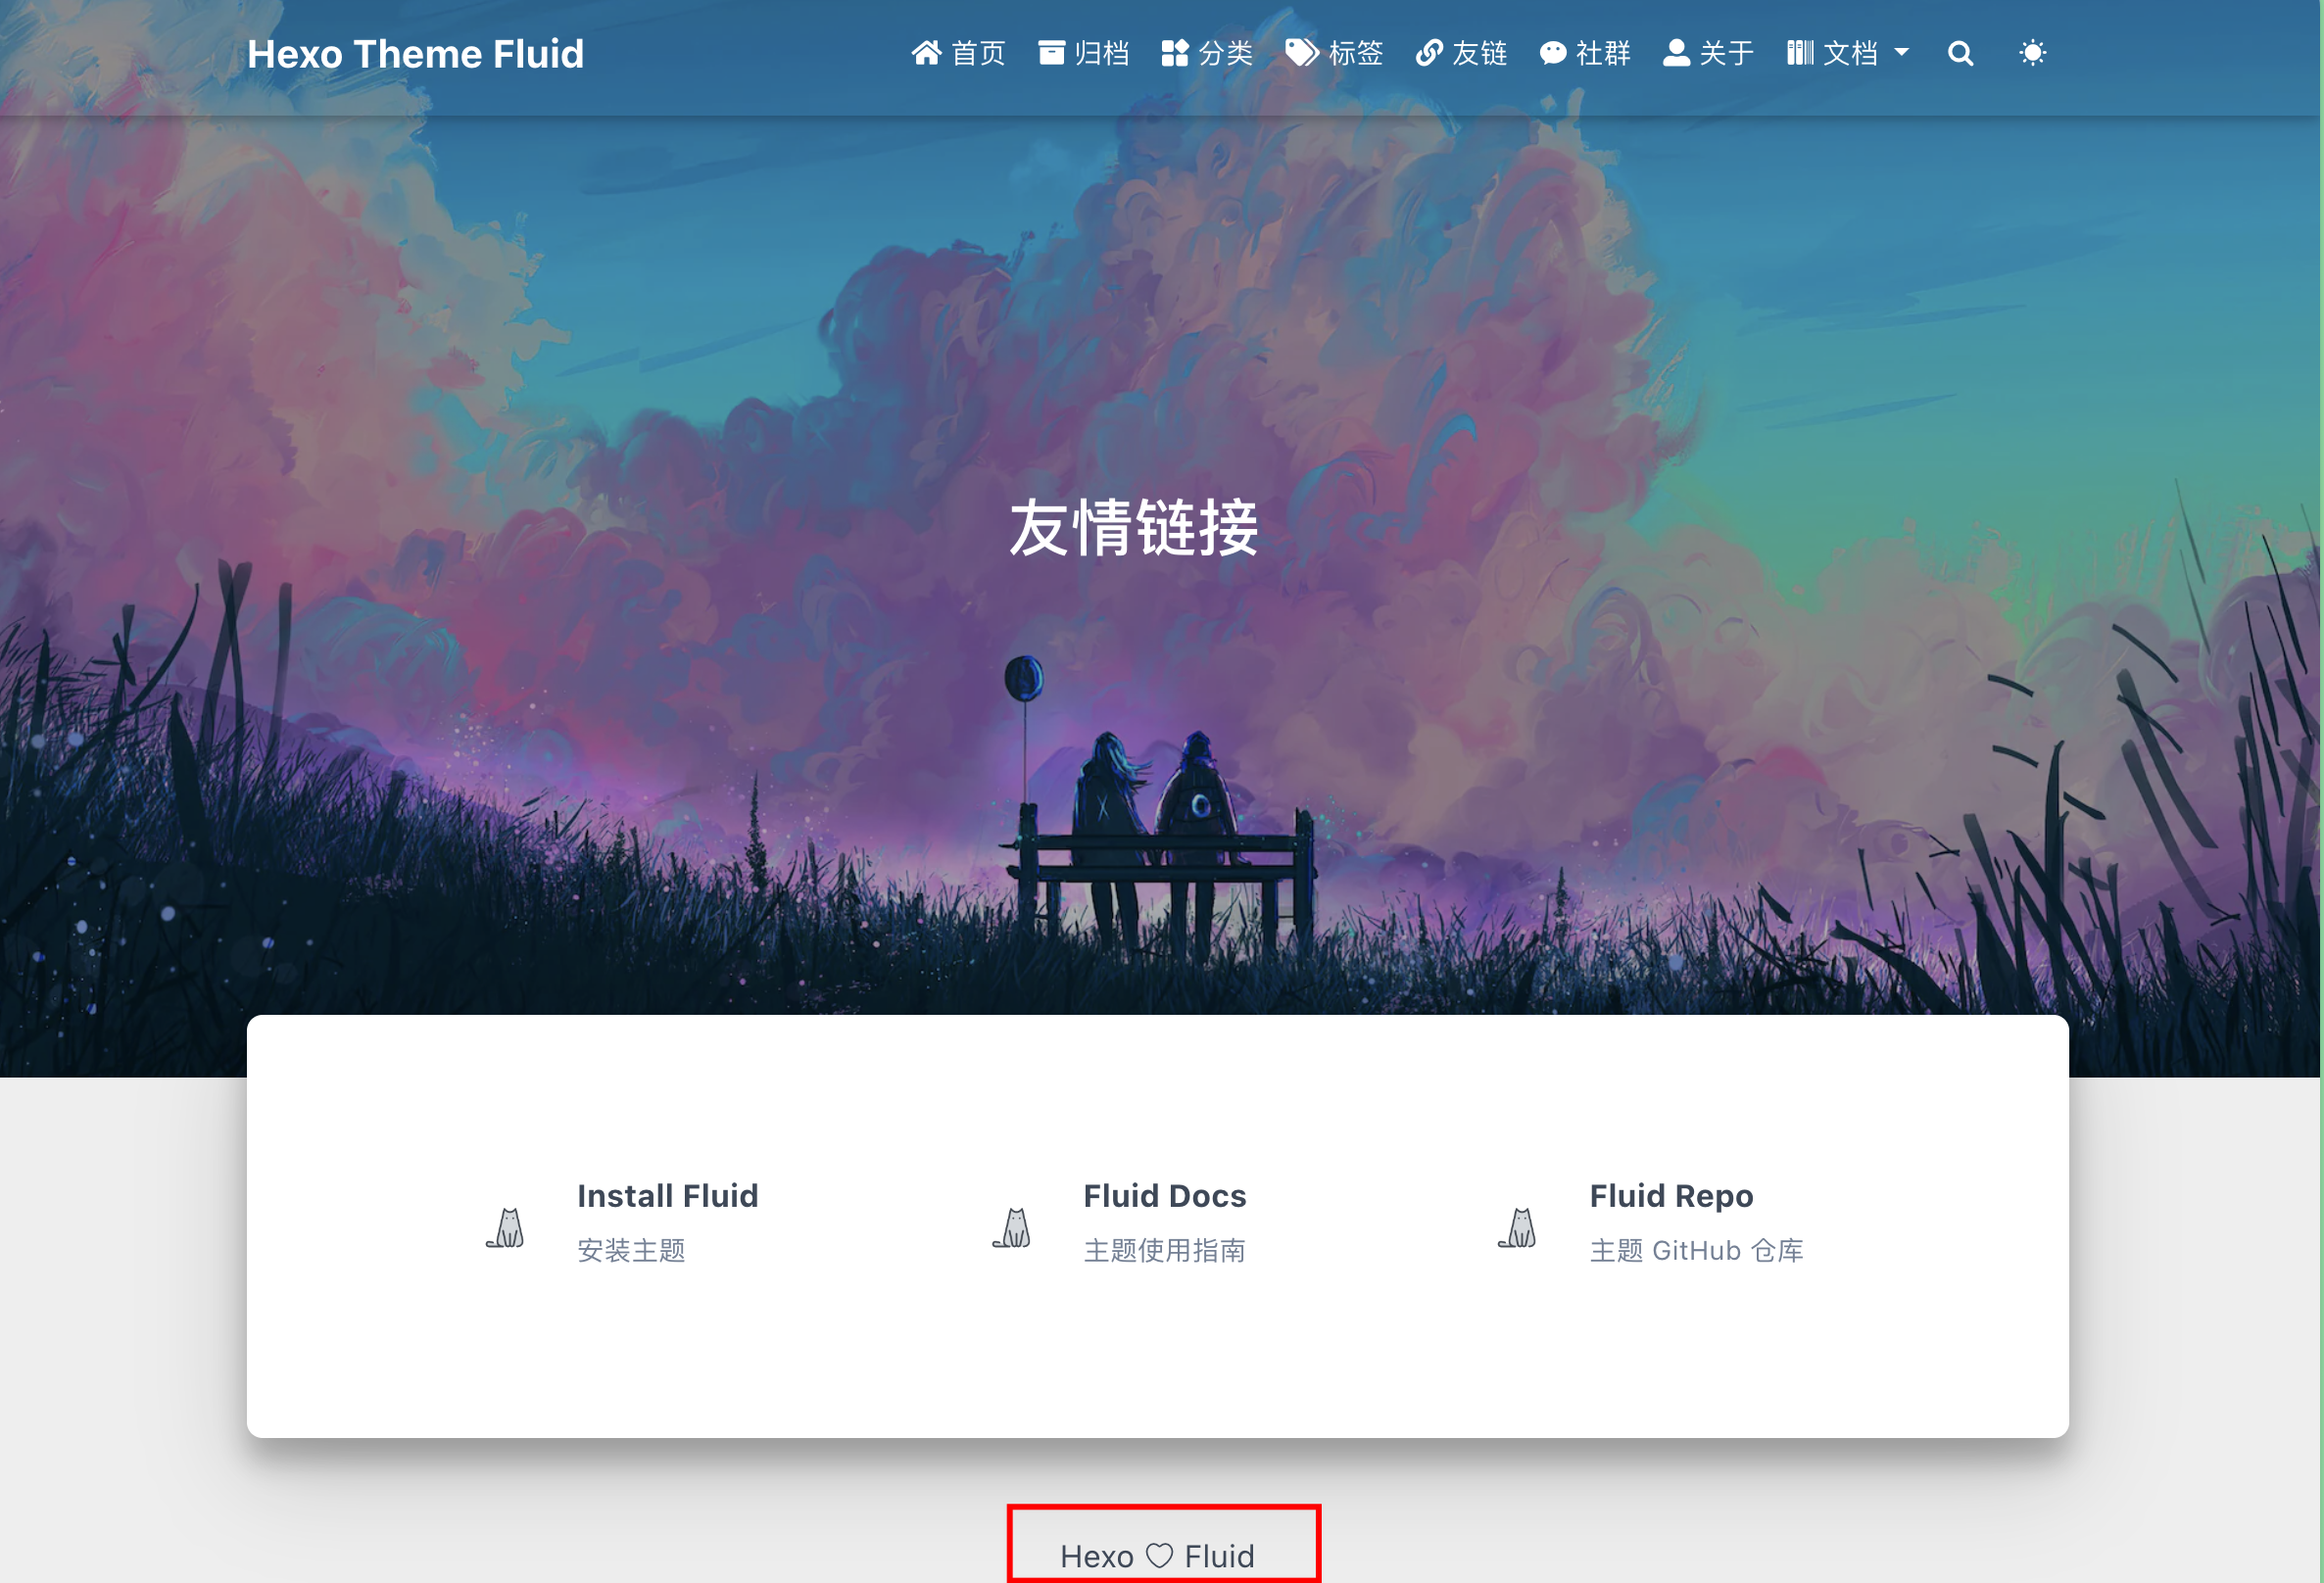 Hexo Theme Fluid
首页 归档 分类 标签 友链 社群 关于 文档
友情链接
Install Fluid
安装主题
Fluid Docs
主题使用指南
Fluid Repo
主题 GitHub 仓库
Hexo ♡ Fluid